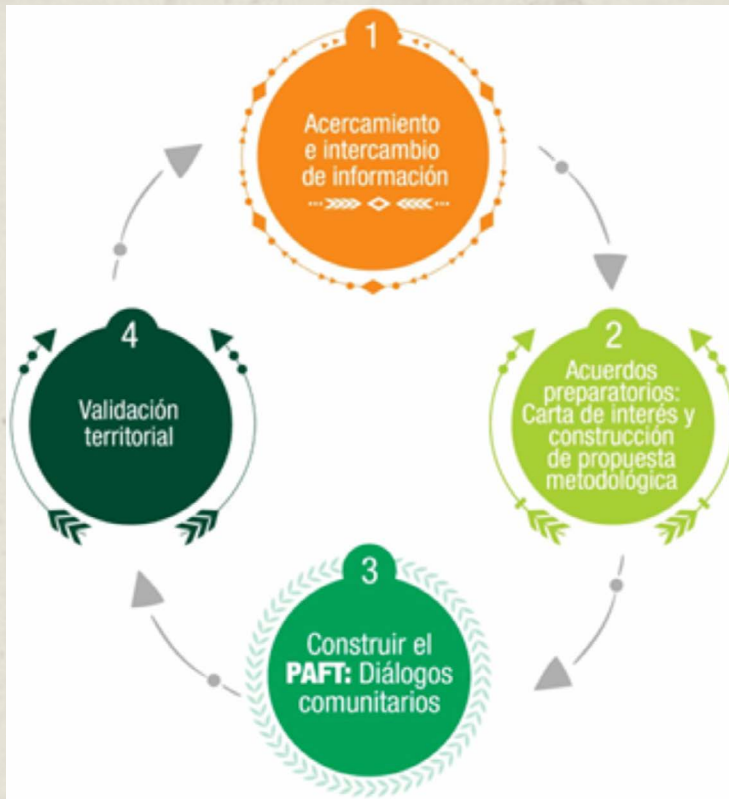 1
Acercamiento
e intercambio
de información
2
Acuerdos
preparatorios:
Carta de interés y
construcción
de propuesta
metodológica
3
Construir el
PAFT: Diálogos
comunitarios
4
Validación
territorial